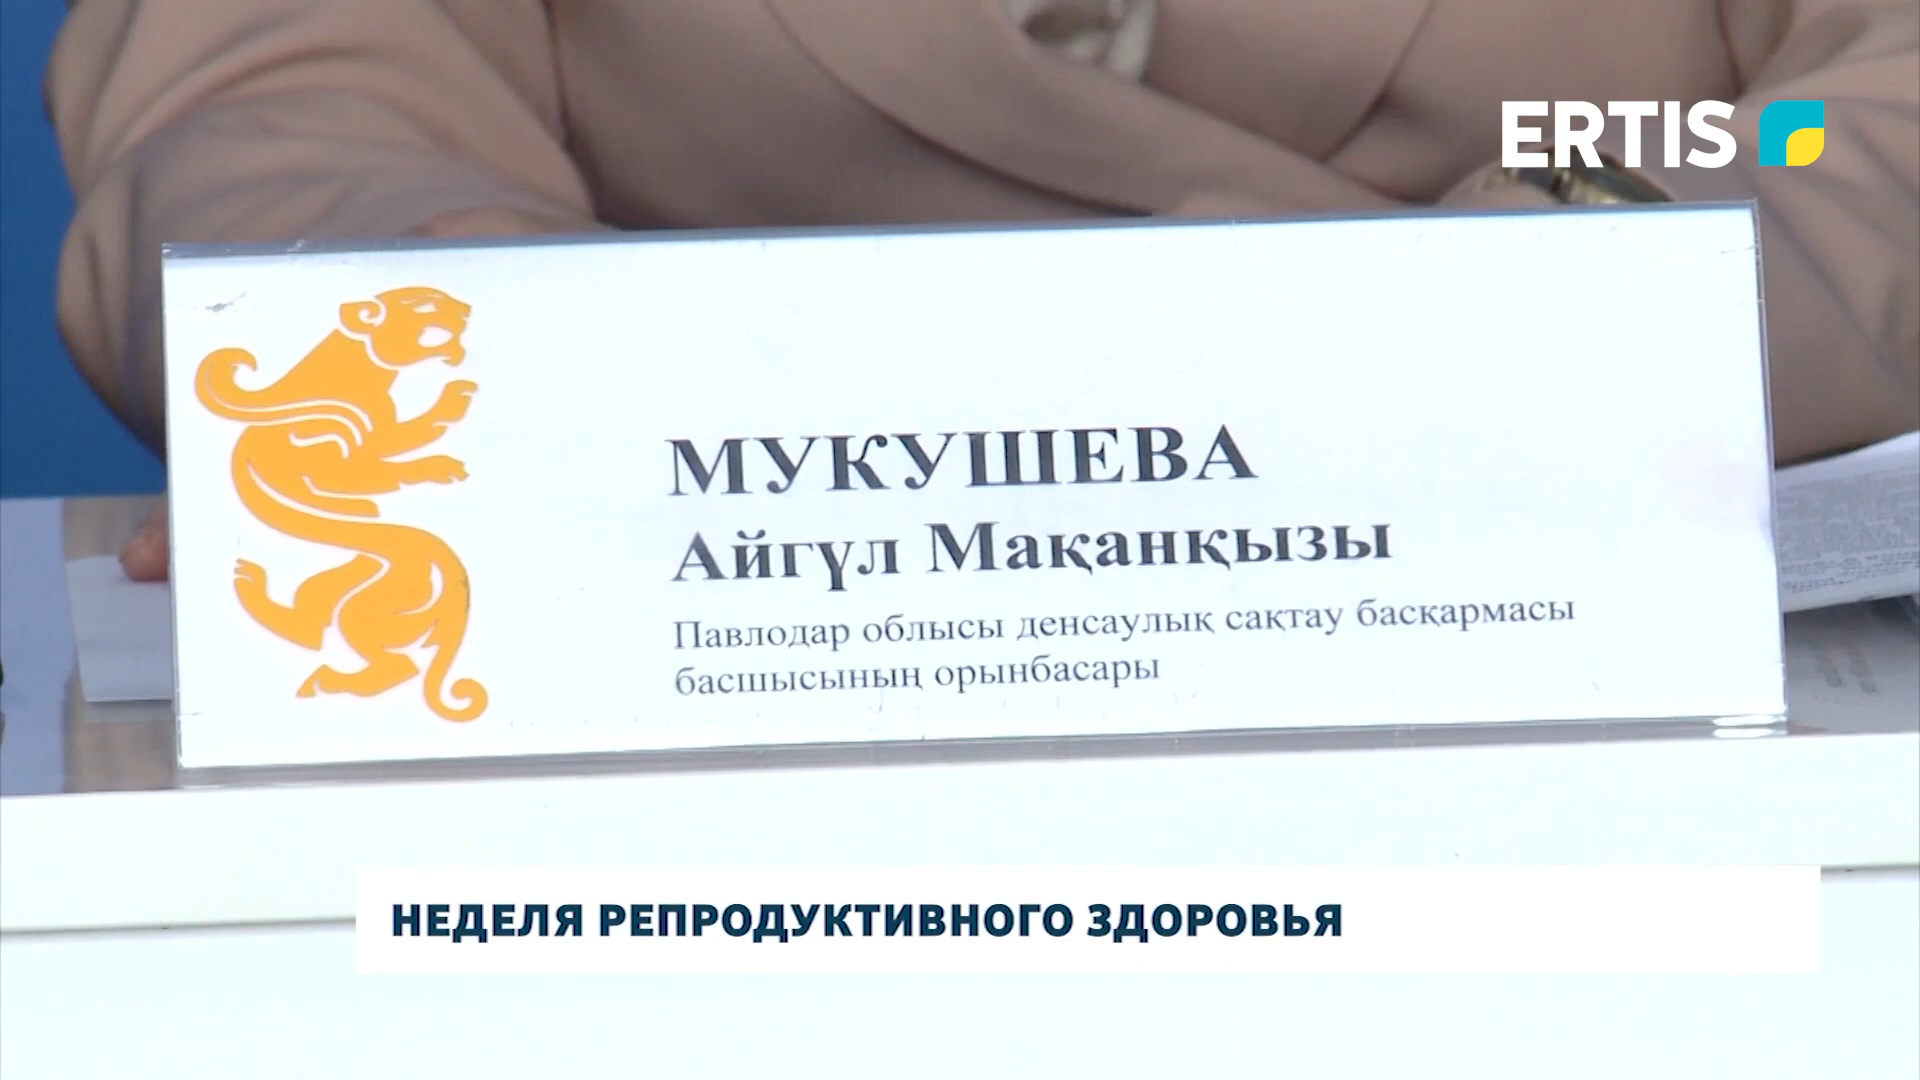 ERTIS
МУКУШЕВА
Айгүл Мақанқызы
Павлодар облысы денсаулық сақтау басқармасы
басшысының орынбасары
НЕДЕЛЯ РЕПРОДУКТИВНОГО ЗДОРОВЬЯ